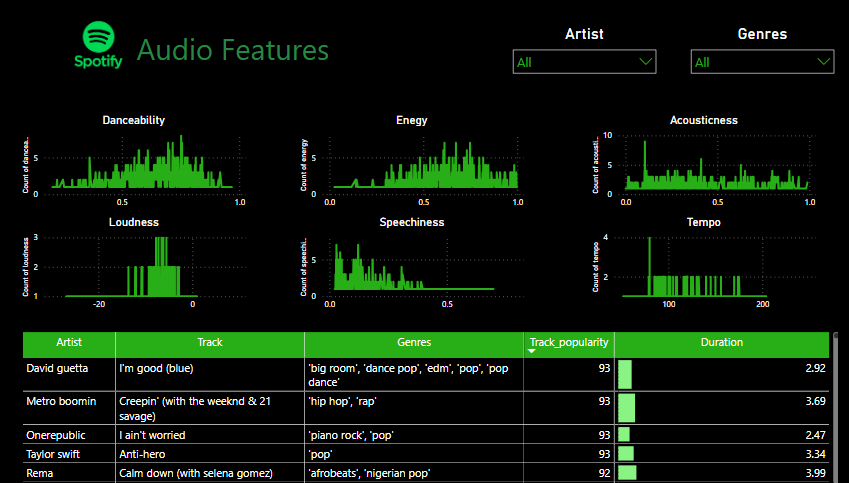 Spotify
Audio Features
Artist
Genres
All
All
Danceability
Enegy
Acousticness
Count of dancea...
5
0
0.5
1.0
Count of energy
5
0
0.0
0.5
1.0
Count of acousti...
10
5
0
0.0
0.5
1.0
Loudness
Speechiness
Tempo
Count of loudness
3
2
1
-20
0
Count of speechi...
5
0
0.0
0.5
Count of tempo
4
2
100
200
Artist Track Genres Track_popularity Duration
David guetta I'm good (blue) 'big room', 'dance pop', 'edm', 'pop', 'pop 93 2.92
dance'
Metro boomin Creepin' (with the weeknd & 21 'hip hop', 'rap' 93 3.69
savage)
Onerepublic I ain't worried 'piano rock', 'pop' 93 2.47
Taylor swift Anti-hero 'pop' 93 3.34
Rema Calm down (with selena gomez) 'afrobeats', 'nigerian pop' 92 3.99